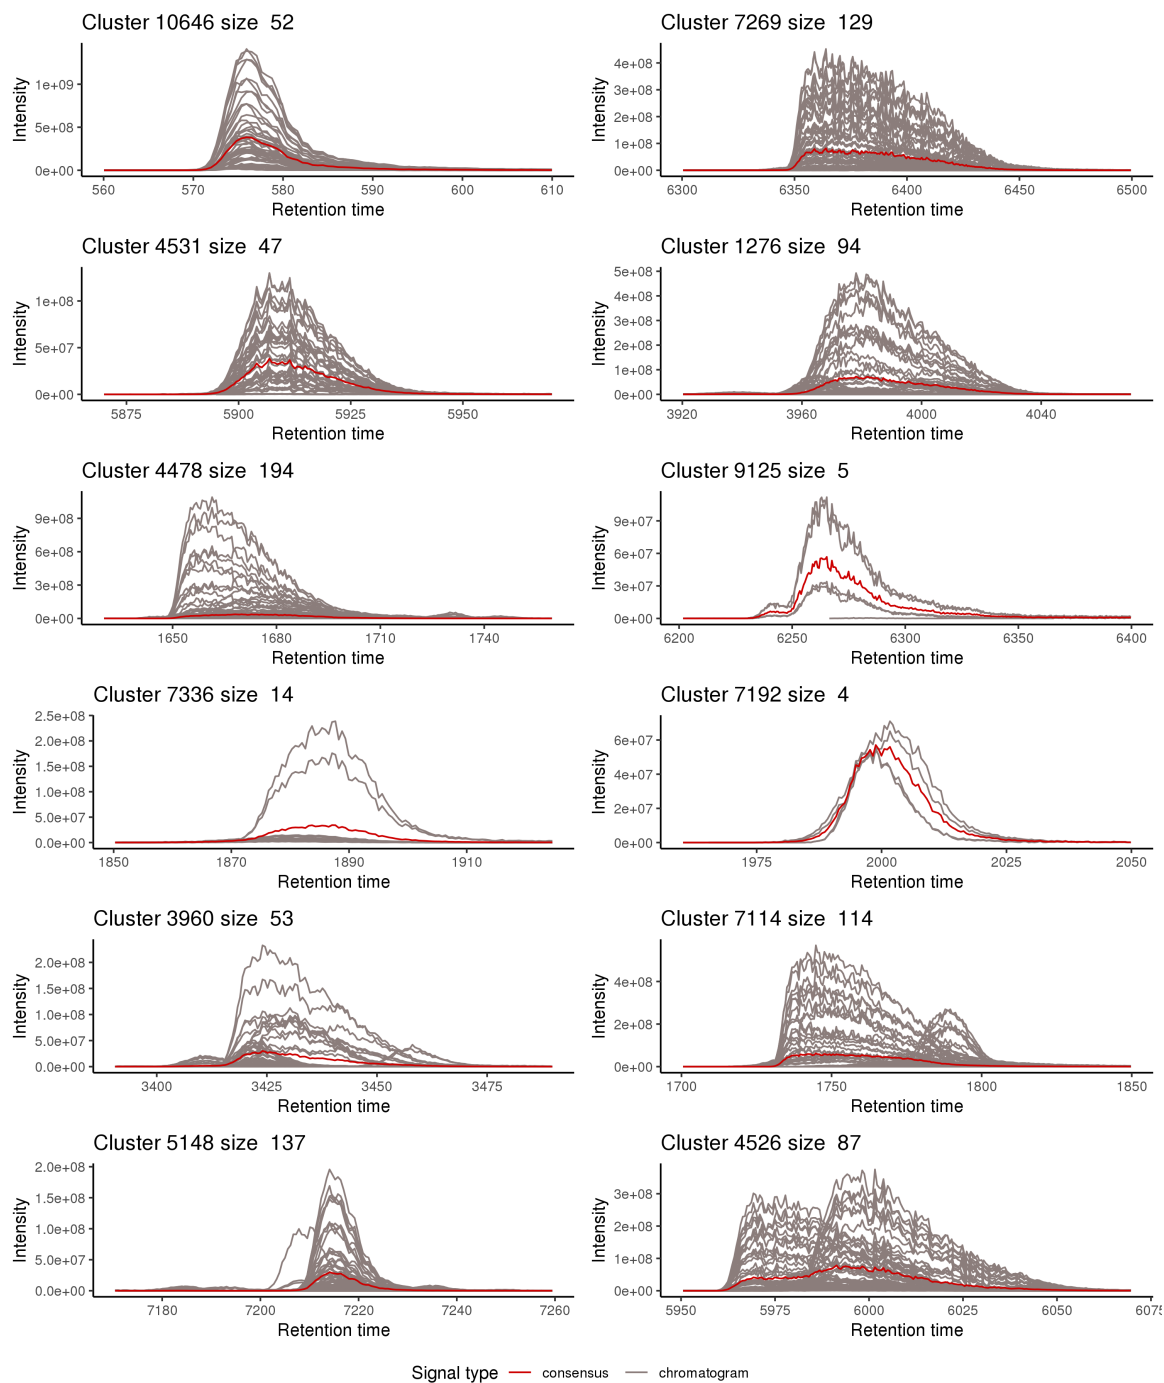 Cluster 10646 size  52
Intensity
1e+09
5e+08
0e+00
560 570 580 590 600 610
Retention time
Cluster 7269 size  129
Intensity
4e+08
3e+08
2e+08
1e+08
0e+00
6300 6350 6400 6450 6500
Retention time
Cluster 4531 size  47
Intensity
1e+08
5e+07
0e+00
5875 5900 5925 5950
Retention time
Cluster 1276 size  94
Intensity
5e+08
4e+08
3e+08
2e+08
1e+08
0e+00
3920 3960 4000 4040
Retention time
Cluster 4478 size  194
Intensity
9e+08
6e+08
3e+08
0e+00
1650 1680 1710 1740
Retention time
Cluster 9125 size  5
Intensity
9e+07
6e+07
3e+07
0e+00
6200 6250 6300 6350 6400
Retention time
Cluster 7336 size  14
Intensity
2.5e+08
2.0e+08
1.5e+08
1.0e+08
5.0e+07
0.0e+00
1850 1870 1890 1910
Retention time
Cluster 7192 size  4
Intensity
6e+07
4e+07
2e+07
0e+00
1975 2000 2025 2050
Retention time
Cluster 3960 size  53
Intensity
2.0e+08
1.5e+08
1.0e+08
5.0e+07
0.0e+00
3400 3425 3450 3475
Retention time
Cluster 7114 size  114
Intensity
4e+08
2e+08
0e+00
1700 1750 1800 1850
Retention time
Cluster 5148 size  137
Intensity
2.0e+08
1.5e+08
1.0e+08
5.0e+07
0.0e+00
7180 7200 7220 7240 7260
Retention time
Cluster 4526 size  87
Intensity
3e+08
2e+08
1e+08
0e+00
5950 5975 6000 6025 6050 6075
Retention time
Signal type consensus chromatogram